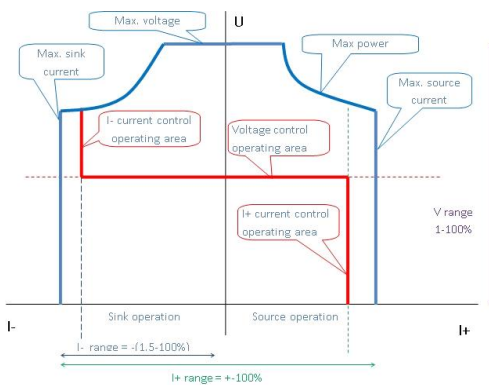 Max. voltage
U
Max. sink
current
Max power
Max. source
current
I- current control
operating area
Voltage control
operating area
I+ current control
operating area
V range
1-100%
Sink operation
Source operation
I-
I+
I- range = -(1.5-100%)
I+ range = +-100%